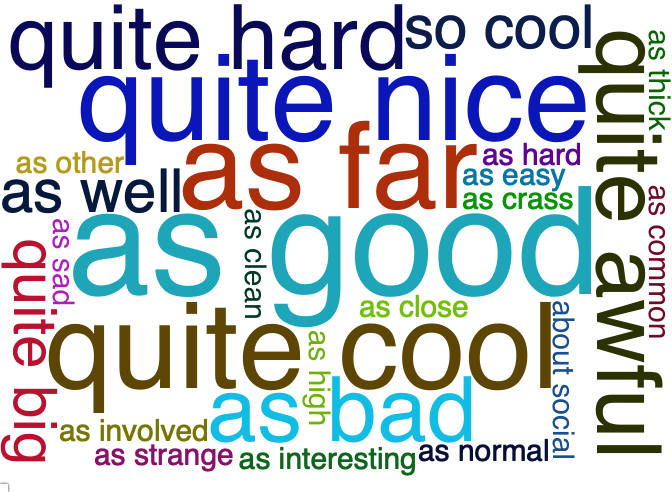 quite hard
so cool
as thick
quite nice
quite awful
as other
as far
as hard
as well
as easy
as crass
as common
as good
as sad
as clean
quite big
as close
quite cool
about social
as high
as bad
as involved
as strange
as interesting
as normal